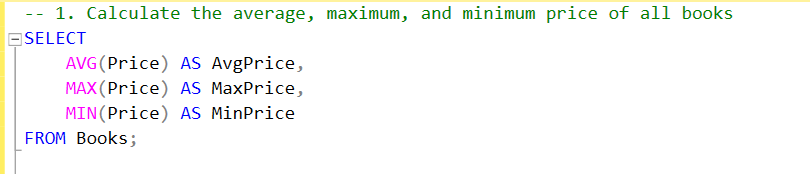 -- 1. Calculate the average, maximum, and minimum price of all books
SELECT
AVG(Price) AS AvgPrice,
MAX(Price) AS MaxPrice,
MIN(Price) AS MinPrice
FROM Books;